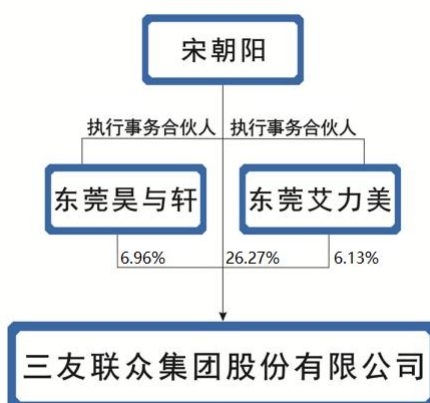 宋朝阳
执行事务合伙人 执行事务合伙人
东莞昊与轩 东莞艾力美
6.96% 26.27% 6.13%
三友联众集团股份有限公司